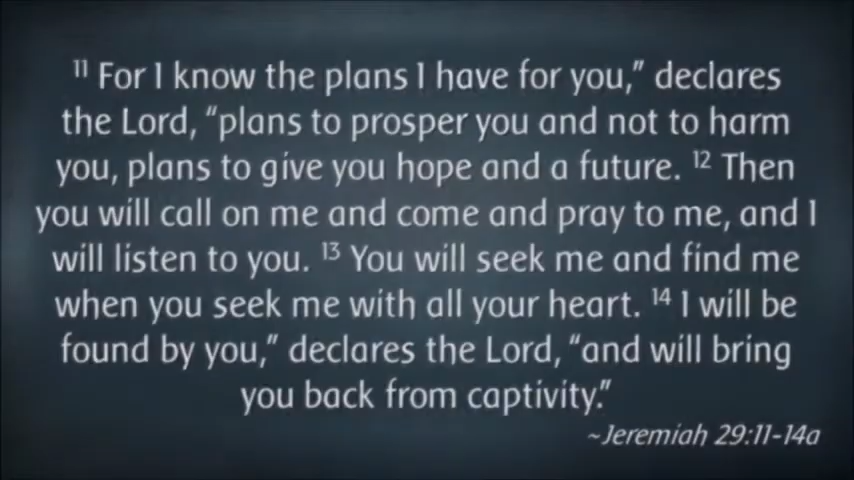 ¹¹ For I know the plans I have for you,” declares
the Lord, “plans to prosper you and not to harm
you, plans to give you hope and a future. ¹² Then
you will call on me and come and pray to me, and I
will listen to you. ¹³ You will seek me and find me
when you seek me with all your heart. ¹⁴ I will be
found by you,” declares the Lord, “and will bring
you back from captivity.”
~Jeremiah 29:11-14a